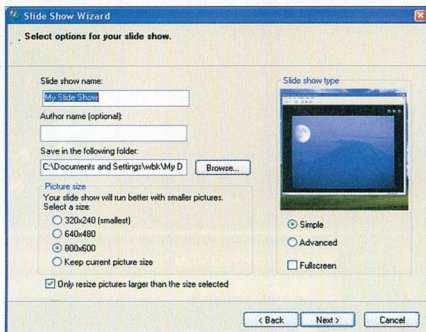 Slide Show Wizard
Select options for your slide show.
Slide show name:
My Slide Show
Author name (optional):
Save in the following folder:
C:\Documents and Settings\wbk\My D
Browse...
Picture size
Your slide show will run better with smaller pictures.
Select a size:
320x240 (smallest)
640x480
800x600
Keep current picture size
Only resize pictures larger than the size selected
Slide show type
Simple
Advanced
Fullscreen
< Back
Next >
Cancel